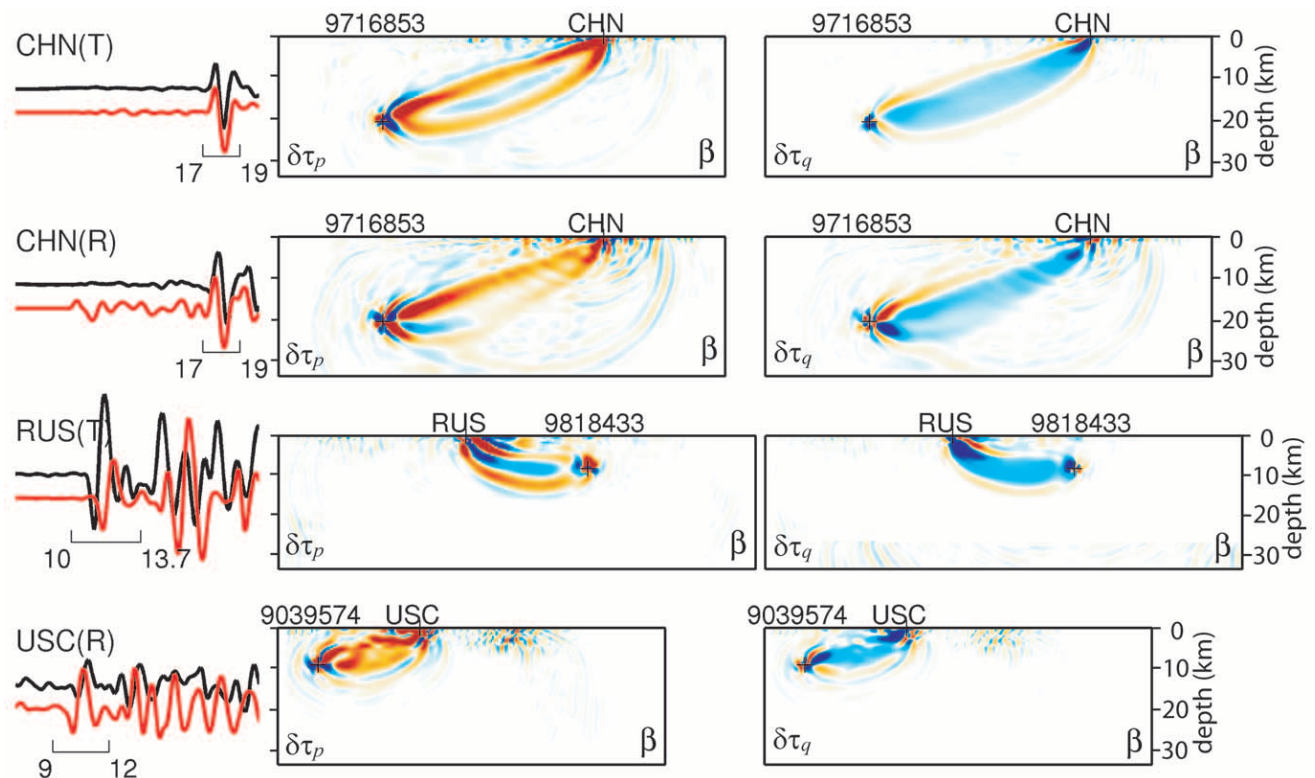 CHN(T)
9716853 CHN
9716853 CHN
17 19
δτp β
δτq β
0
10
20
30
depth (km)
CHN(R)
9716853 CHN
9716853 CHN
17 19
δτp β
δτq β
0
10
20
30
depth (km)
RUS(T)
RUS 9818433
RUS 9818433
10 13.7
δτp β
δτq β
0
10
20
30
depth (km)
USC(R)
9039574 USC
9039574 USC
9 12
δτp β
δτq β
0
10
20
30
depth (km)